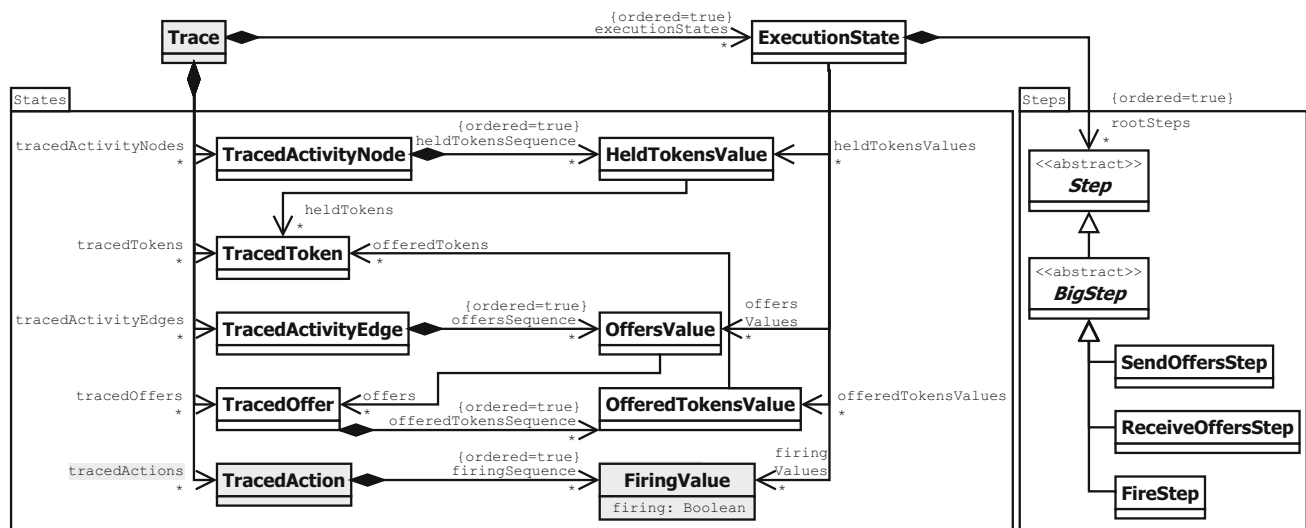 {ordered=true}
Trace
executionStates
*
ExecutionState
States
Steps
{ordered=true}
rootSteps
*
tracedActivityNodes
*
TracedActivityNode
{ordered=true}
heldTokensSequence
*
HeldTokensValue
heldTokensValues
*
<<abstract>>
Step
heldTokens
*
tracedTokens
*
TracedToken
offeredTokens
*
<<abstract>>
BigStep
tracedActivityEdges
*
TracedActivityEdge
{ordered=true}
offersSequence
*
OffersValue
offers
Values
*
SendOffersStep
tracedOffers
*
TracedOffer
offers
*
{ordered=true}
offeredTokensSequence
*
OfferedTokensValue
offeredTokensValues
*
ReceiveOffersStep
tracedActions
*
TracedAction
{ordered=true}
firingSequence
*
FiringValue
firing: Boolean
firing
Values
*
FireStep